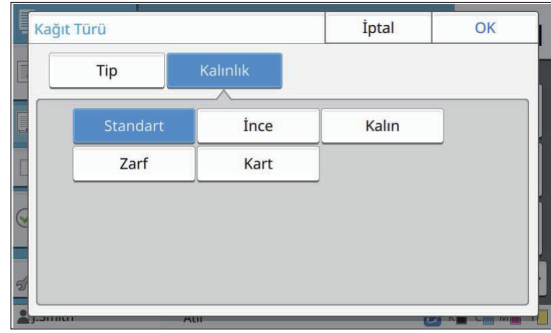 Kağıt Türü İptal OK
Tip Kalınlık
Standart İnce Kalın
Zarf Kart